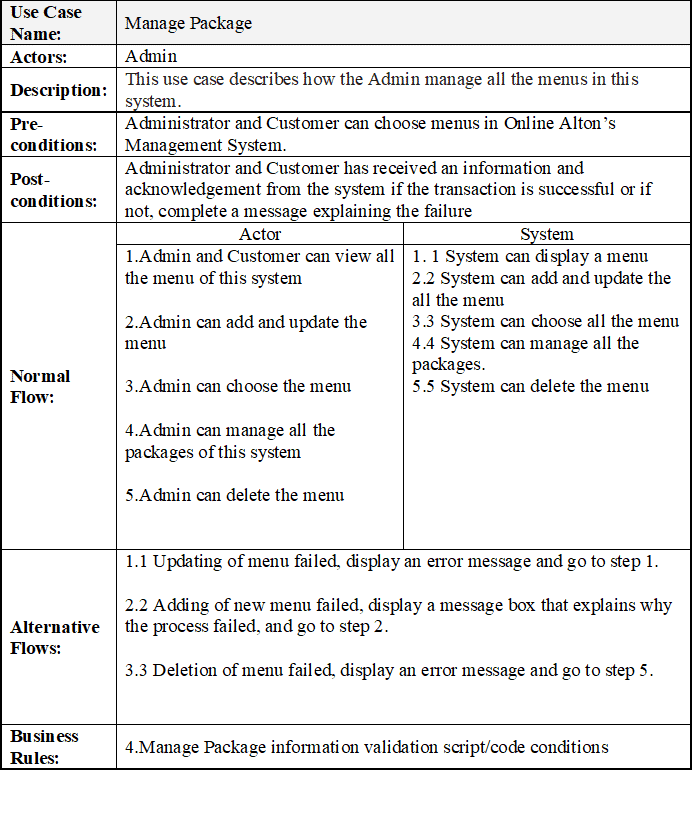 Use Case
Name:
Manage Package
Actors:
Admin
Description:
This use case describes how the Admin manage all the menus in this
system.
Pre-
conditions:
Administrator and Customer can choose menus in Online Alton’s
Management System.
Post-
conditions:
Administrator and Customer has received an information and
acknowledgement from the system if the transaction is successful or if
not, complete a message explaining the failure
Normal
Flow:
Actor
1.Admin and Customer can view all
the menu of this system
2.Admin can add and update the
menu
3.Admin can choose the menu
4.Admin can manage all the
packages of this system
5.Admin can delete the menu
System
1. 1 System can display a menu
2.2 System can add and update the
all the menu
3.3 System can choose all the menu
4.4 System can manage all the
packages.
5.5 System can delete the menu
Alternative
Flows:
1.1 Updating of menu failed, display an error message and go to step 1.
2.2 Adding of new menu failed, display a message box that explains why
the process failed, and go to step 2.
3.3 Deletion of menu failed, display an error message and go to step 5.
Business
Rules:
4.Manage Package information validation script/code conditions